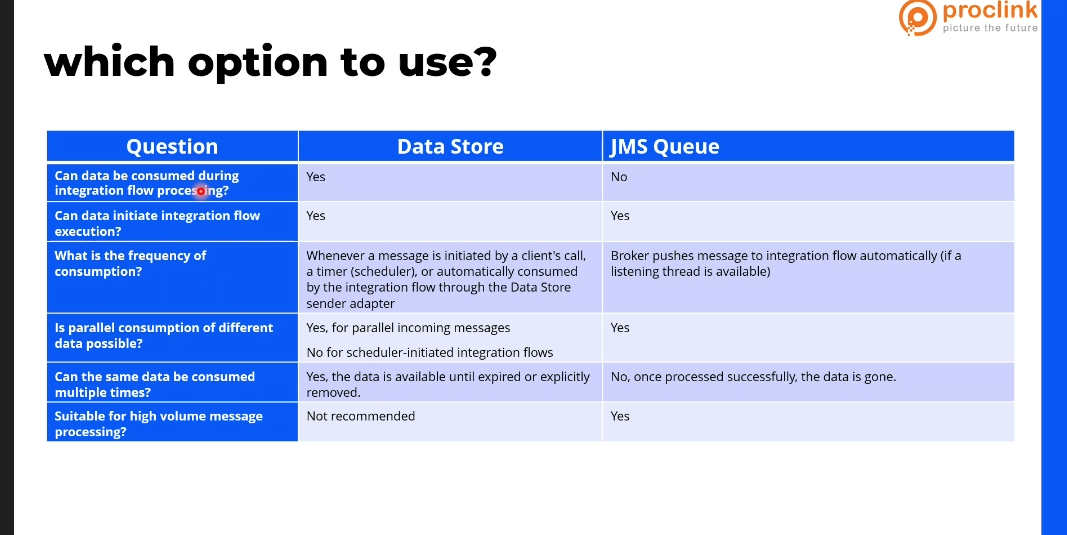 proclink
picture the future
which option to use?
Question
Data Store
JMS Queue
Can data be consumed during
integration flow processing?
Yes
No
Can data initiate integration flow
execution?
Yes
Yes
What is the frequency of
consumption?
Whenever a message is initiated by a client's call,
a timer (scheduler), or automatically consumed
by the integration flow through the Data Store
sender adapter
Broker pushes message to integration flow automatically (if a
listening thread is available)
Is parallel consumption of different
data possible?
Yes, for parallel incoming messages
No for scheduler-initiated integration flows
Yes
Can the same data be consumed
multiple times?
Yes, the data is available until expired or explicitly
removed.
No, once processed successfully, the data is gone.
Suitable for high volume message
processing?
Not recommended
Yes